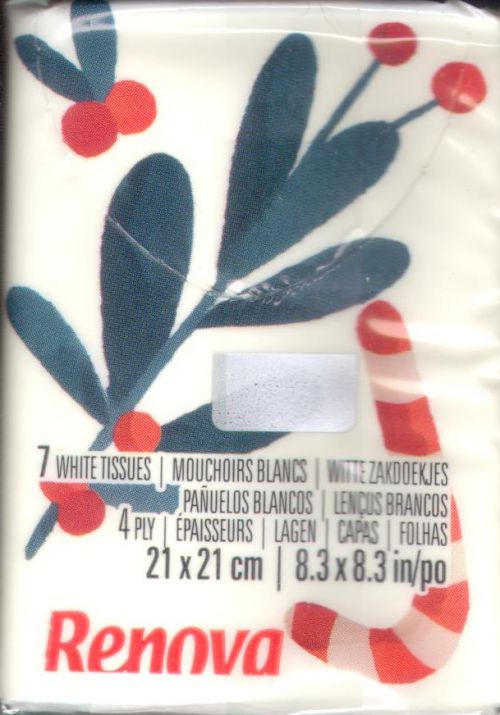 7 WHITE TISSUES | MOUCHOIRS BLANCS | WITTE ZAKDOEKJES
PAÑUELOS BLANCOS | LENÇOS BRANCOS
4 PLY | ÉPAISSEURS | LAGEN | CAPAS | FOLHAS
21 x 21 cm | 8.3 x 8.3 in/po
Renova